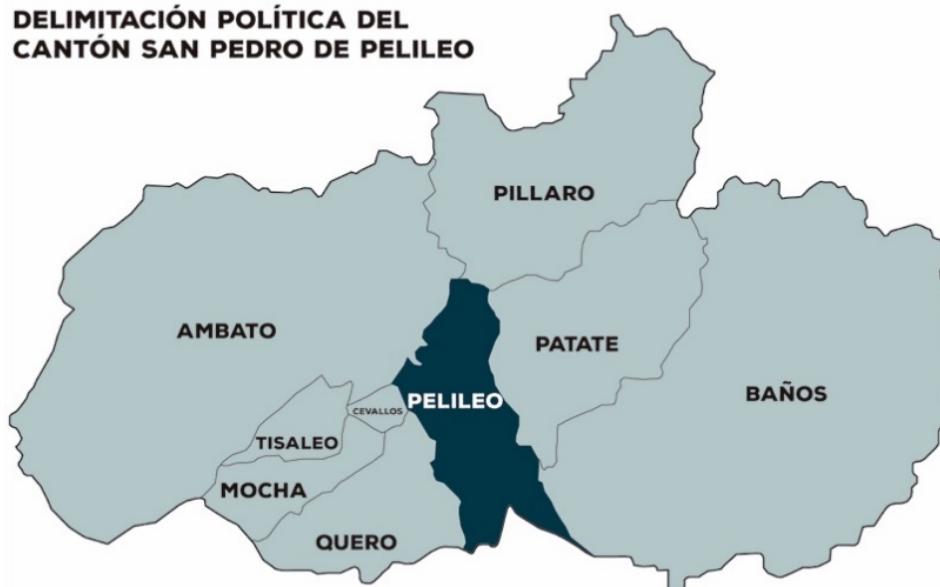 DELIMITACIÓN POLÍTICA DEL
CANTÓN SAN PEDRO DE PELILEO
PILLARO
AMBATO
PATATE
BAÑOS
PELILEO
CEVALLOS
TISALEO
MOCHA
QUERO